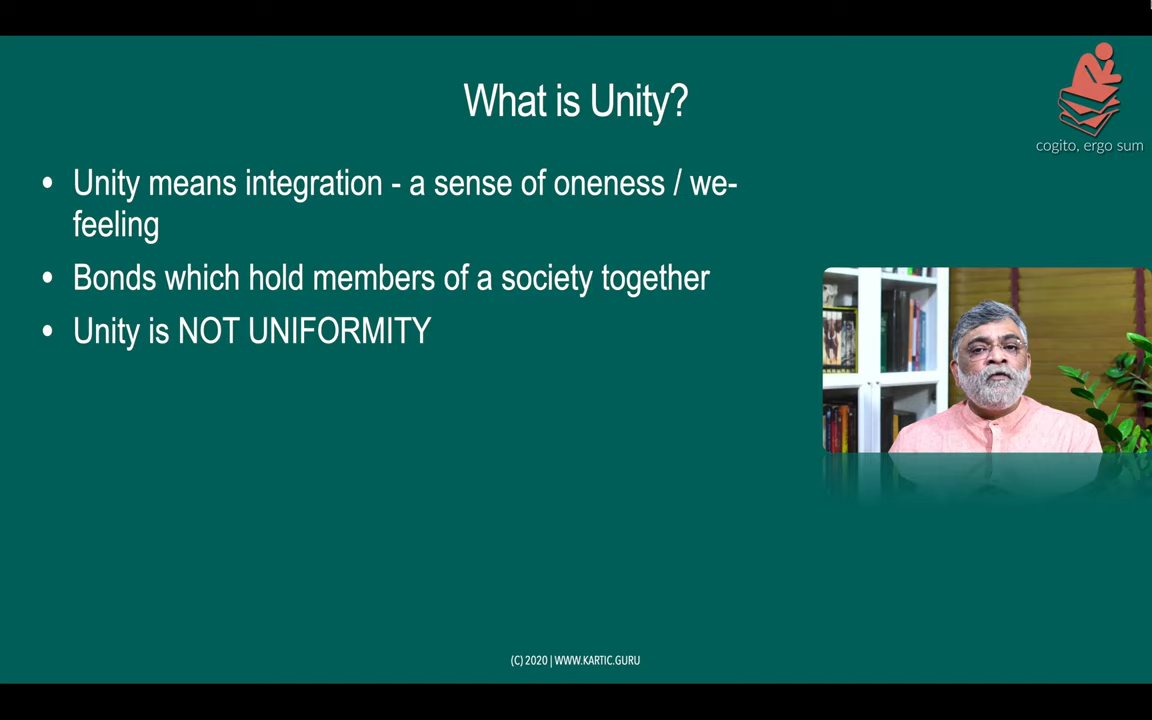 What is Unity?
cogito, ergo sum
• Unity means integration - a sense of oneness / we-
feeling
• Bonds which hold members of a society together
• Unity is NOT UNIFORMITY
(C) 2020 | WWW.KARTIC.GURU